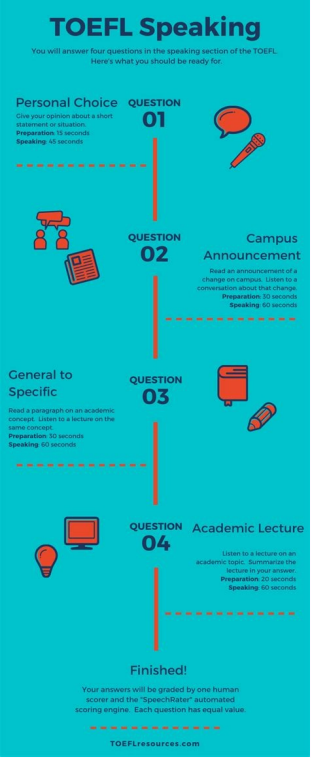 TOEFL Speaking
You will answer four questions in the speaking section of the TOEFL.
Here's what you should be ready for.
Personal Choice
Give your opinion about a short
statement or situation.
Preparation: 15 seconds
Speaking: 45 seconds
QUESTION
01
QUESTION
02
Campus
Announcement
Read an announcement of a
change on campus. Listen to a
conversation about that change.
Preparation: 30 seconds
Speaking: 60 seconds
General to
Specific
Read a paragraph on an academic
concept. Listen to a lecture on the
same concept.
Preparation: 30 seconds
Speaking: 60 seconds
QUESTION
03
QUESTION
04
Academic Lecture
Listen to a lecture on an
academic topic. Summarize the
lecture in your answer.
Preparation: 20 seconds
Speaking: 60 seconds
Finished!
Your answers will be graded by one human
scorer and the "SpeechRater" automated
scoring engine. Each question has equal value.
TOEFLresources.com